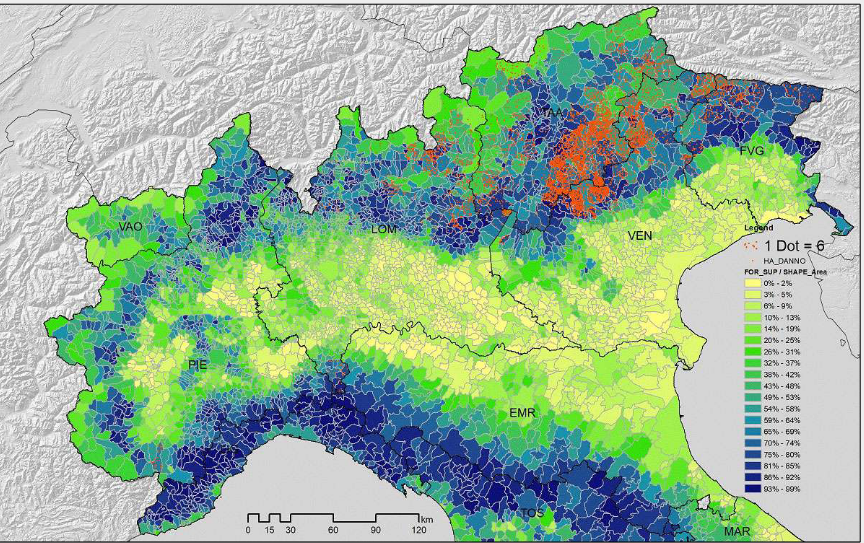 TAA
FVG
VAO
LOM
VEN
PIE
EMR
TOS
MAR
Legend
1 Dot = 6
HA_DANNO
FOR_SUP / SHAPE_Area
0% - 2%
3% - 5%
6% - 9%
10% - 13%
14% - 19%
20% - 25%
26% - 31%
32% - 37%
38% - 42%
43% - 48%
49% - 53%
54% - 58%
59% - 64%
65% - 69%
70% - 74%
75% - 80%
81% - 85%
86% - 92%
93% - 99%
km
0 15 30 60 90 120